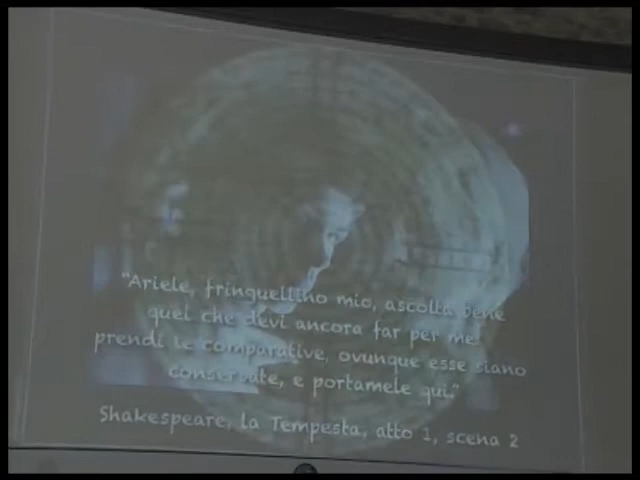 "Ariele, fringuellino mio, ascolta bene
quel che devi ancora far per me:
prendi le comparative, ovunque esse siano
conservate, e portamele qui."
Shakespeare, la Tempesta, atto 1, scena 2